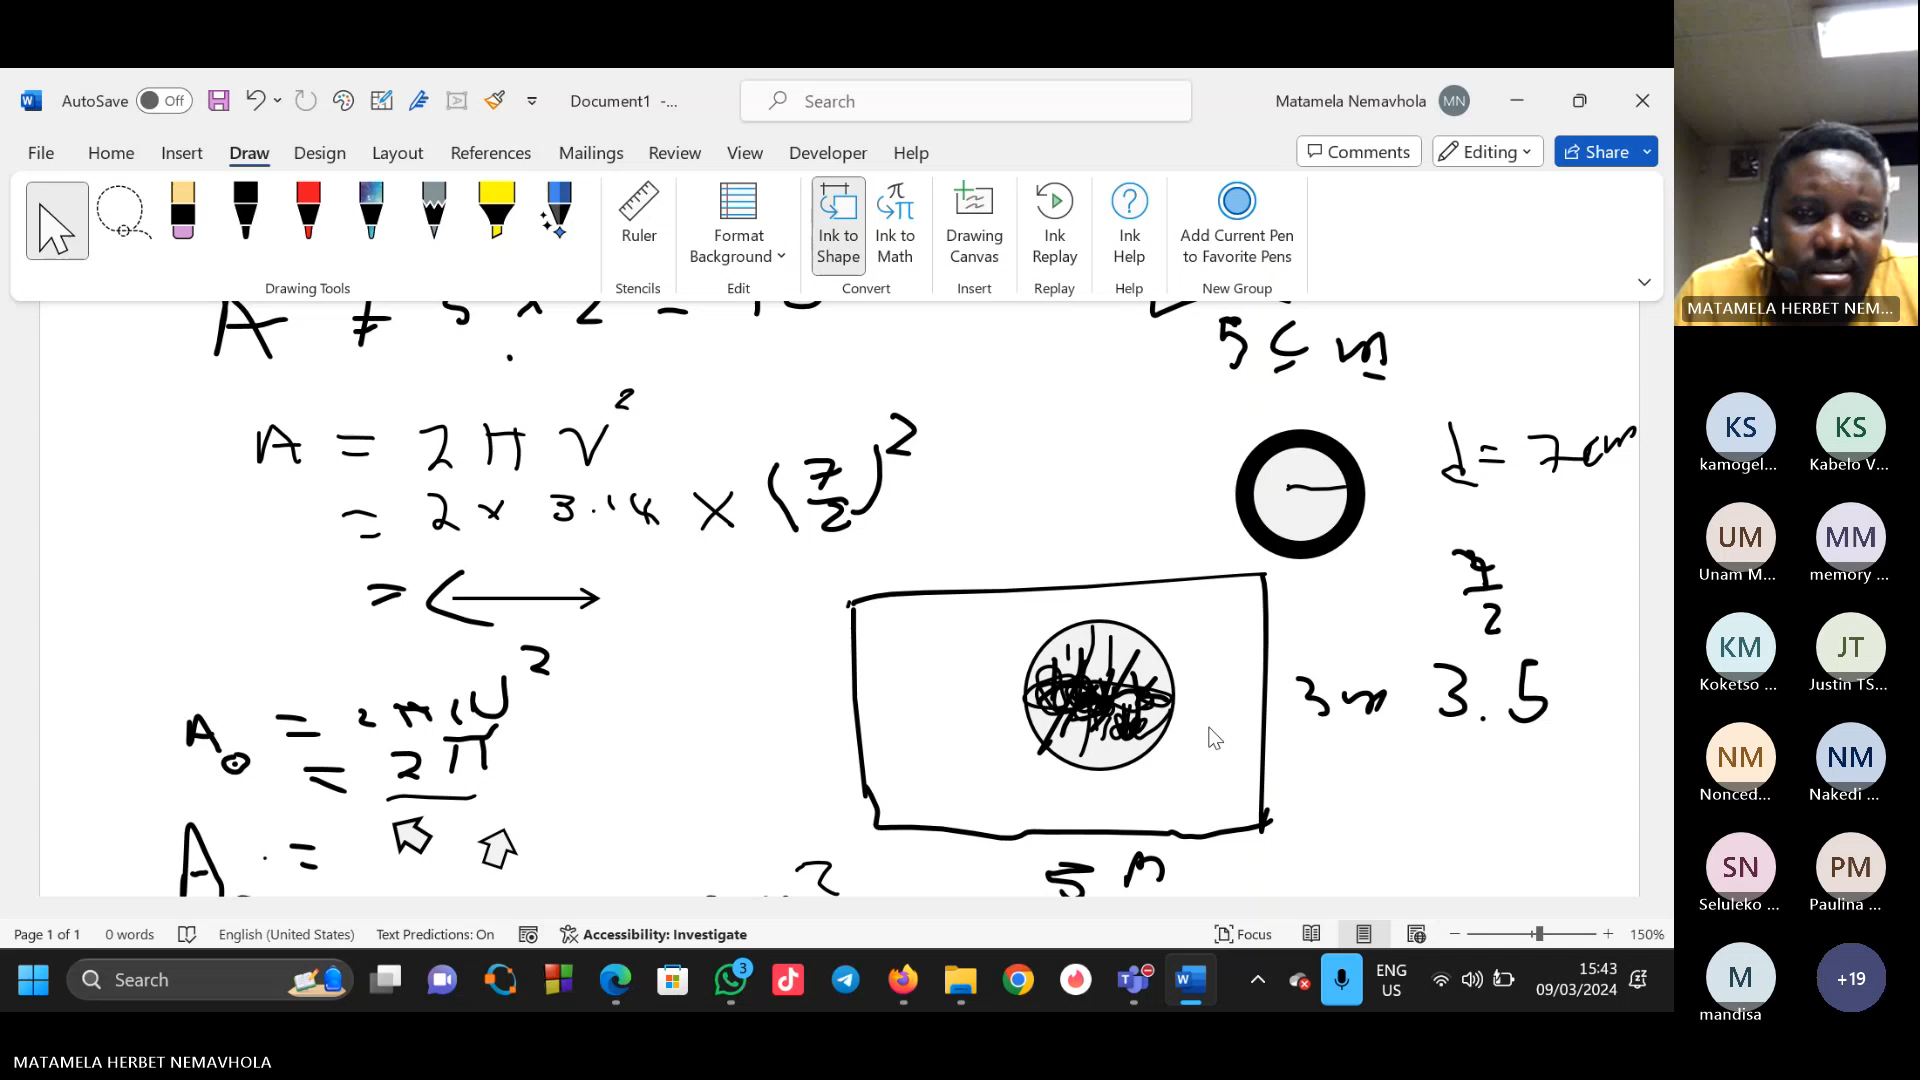 AutoSave Off Document1 -... Search Matamela Nemavhola MN
File Home Insert Draw Design Layout References Mailings Review View Developer Help Comments Editing Share
Ruler Format Background Ink to Shape Ink to Math Drawing Canvas Ink Replay Ink Help Add Current Pen to Favorite Pens
Drawing Tools Stencils Edit Convert Insert Replay Help New Group
5 c m
A = 2 π r²
d = 7 cm
= 2 × 3.14 × (7/2)²
=
7/2
3 m
3.5
A =
= 2 π
A =
5 m
2
Page 1 of 1 0 words English (United States) Text Predictions: On Accessibility: Investigate Focus 150%
Search 3 ENG US 15:43 09/03/2024
MATAMELA HERBET NEMAVHOLA
MATAMELA HERBET NEM...
KS KS
kamogel... Kabelo V...
UM MM
Unam M... memory ...
KM JT
Koketso ... Justin TS...
NM NM
Nonced... Nakedi ...
SN PM
Seluleko ... Paulina ...
M +19
mandisa